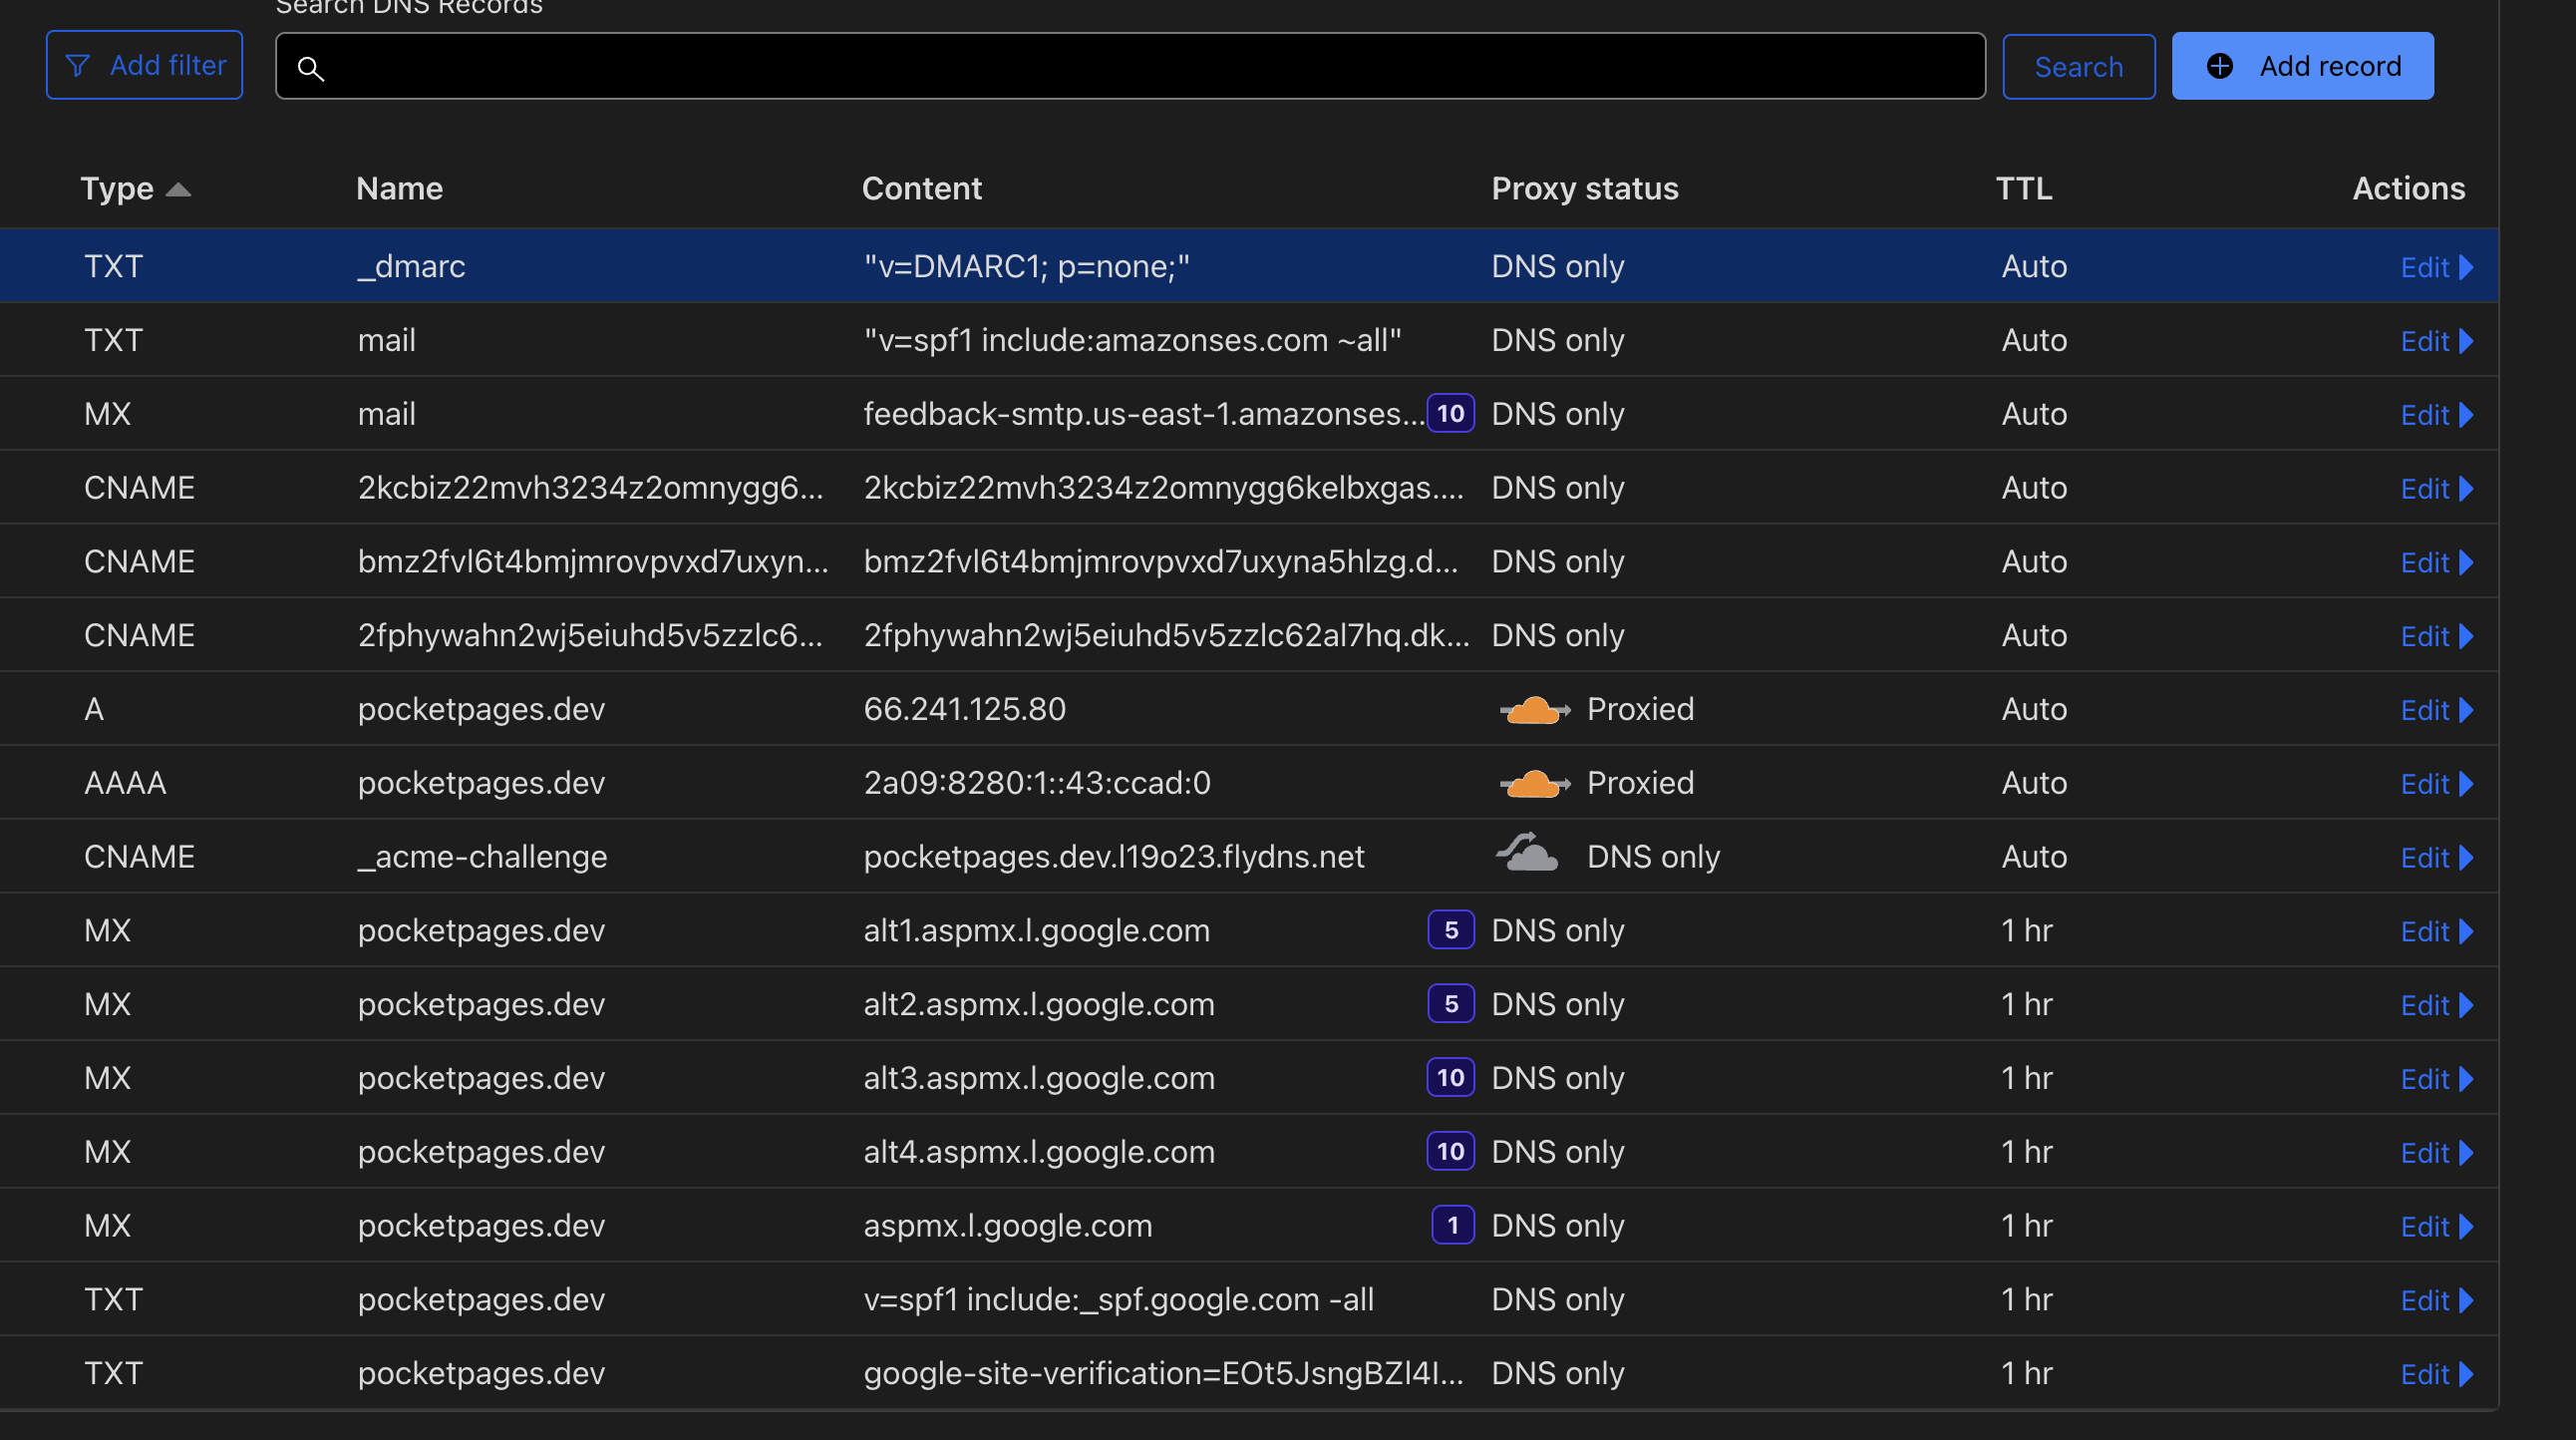 Search DNS Records
Add filter
Search
Add record
Type Name Content Proxy status TTL Actions
TXT _dmarc "v=DMARC1; p=none;" DNS only Auto Edit
TXT mail "v=spf1 include:amazonses.com ~all" DNS only Auto Edit
MX mail feedback-smtp.us-east-1.amazonses... 10 DNS only Auto Edit
CNAME 2kcbiz22mvh3234z2omnygg6... 2kcbiz22mvh3234z2omnygg6kelbxgas.... DNS only Auto Edit
CNAME bmz2fvl6t4bmjmrovpvxd7uxyn... bmz2fvl6t4bmjmrovpvxd7uxyna5hlzg.d... DNS only Auto Edit
CNAME 2fphywahn2wj5eiuhd5v5zzlc6... 2fphywahn2wj5eiuhd5v5zzlc62al7hq.dk... DNS only Auto Edit
A pocketpages.dev 66.241.125.80 Proxied Auto Edit
AAAA pocketpages.dev 2a09:8280:1::43:ccad:0 Proxied Auto Edit
CNAME _acme-challenge pocketpages.dev.l19o23.flydns.net DNS only Auto Edit
MX pocketpages.dev alt1.aspmx.l.google.com 5 DNS only 1 hr Edit
MX pocketpages.dev alt2.aspmx.l.google.com 5 DNS only 1 hr Edit
MX pocketpages.dev alt3.aspmx.l.google.com 10 DNS only 1 hr Edit
MX pocketpages.dev alt4.aspmx.l.google.com 10 DNS only 1 hr Edit
MX pocketpages.dev aspmx.l.google.com 1 DNS only 1 hr Edit
TXT pocketpages.dev v=spf1 include:_spf.google.com -all DNS only 1 hr Edit
TXT pocketpages.dev google-site-verification=EOt5JsngBZl4I... DNS only 1 hr Edit